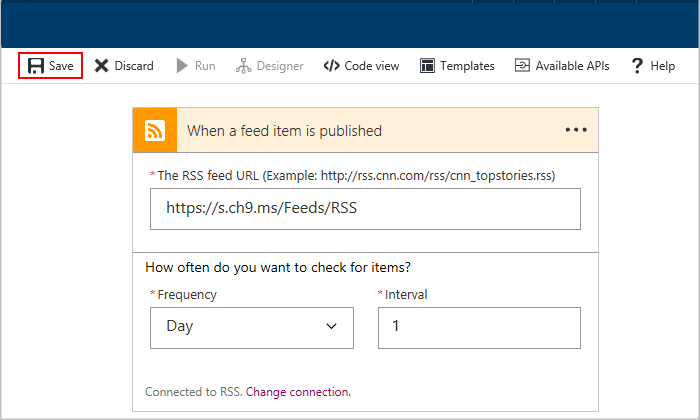 Save Discard Run Designer Code view Templates Available APIs ? Help
When a feed item is published
* The RSS feed URL (Example: http://rss.cnn.com/rss/cnn_topstories.rss)
https://s.ch9.ms/Feeds/RSS
How often do you want to check for items?
* Frequency * Interval
Day 1
Connected to RSS. Change connection.